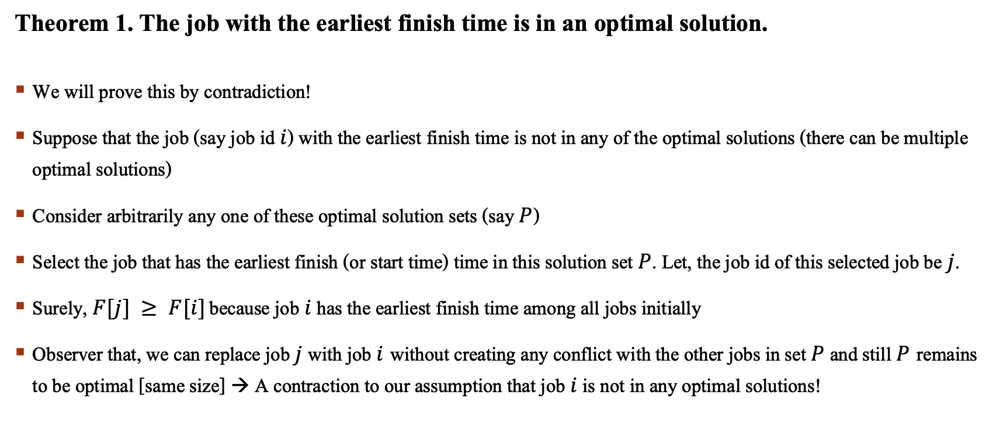 Theorem 1. The job with the earliest finish time is in an optimal solution.
▪ We will prove this by contradiction!
▪ Suppose that the job (say job id i) with the earliest finish time is not in any of the optimal solutions (there can be multiple
optimal solutions)
▪ Consider arbitrarily any one of these optimal solution sets (say P)
▪ Select the job that has the earliest finish (or start time) time in this solution set P. Let, the job id of this selected job be j.
▪ Surely, F[j] ≥ F[i] because job i has the earliest finish time among all jobs initially
▪ Observer that, we can replace job j with job i without creating any conflict with the other jobs in set P and still P remains
to be optimal [same size] → A contraction to our assumption that job i is not in any optimal solutions!